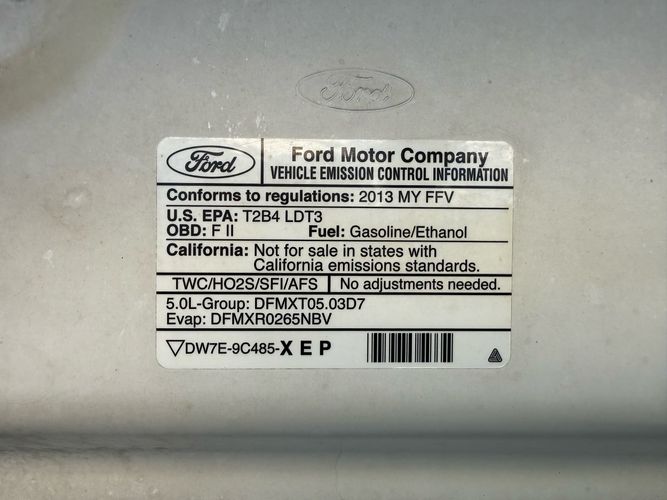 Ford
Ford
Ford Motor Company
VEHICLE EMISSION CONTROL INFORMATION
Conforms to regulations: 2013 MY FFV
U.S. EPA: T2B4 LDT3
OBD: F II Fuel: Gasoline/Ethanol
California: Not for sale in states with
California emissions standards.
TWC/HO2S/SFI/AFS No adjustments needed.
5.0L-Group: DFMXT05.03D7
Evap: DFMXR0265NBV
▽DW7E-9C485-X E P